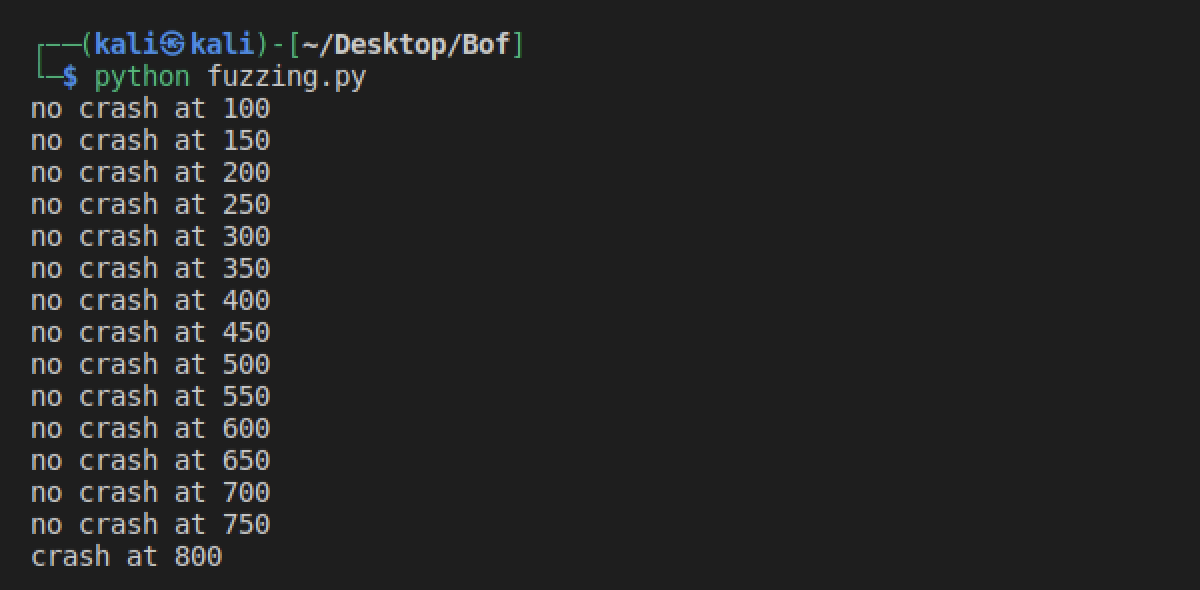 ┌──(kali㉿kali)-[~/Desktop/Bof]
└─$ python fuzzing.py
no crash at 100
no crash at 150
no crash at 200
no crash at 250
no crash at 300
no crash at 350
no crash at 400
no crash at 450
no crash at 500
no crash at 550
no crash at 600
no crash at 650
no crash at 700
no crash at 750
crash at 800